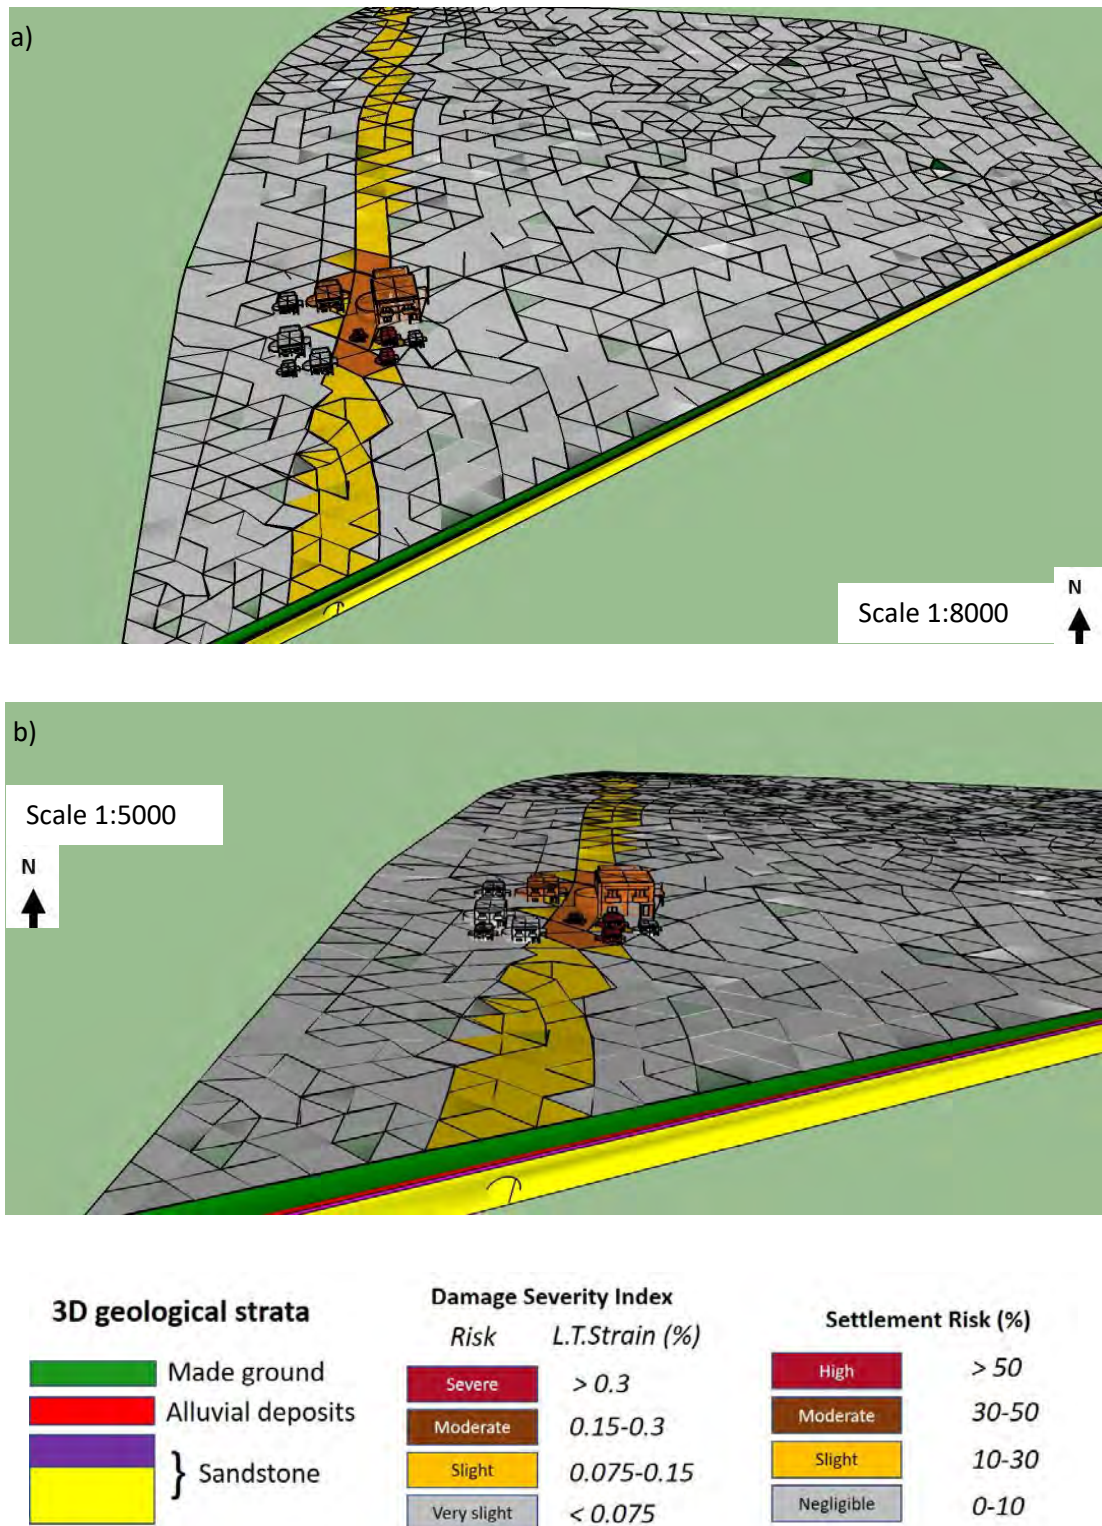 a)
N
Scale 1:8000
b)
Scale 1:5000
N
3D geological strata
Made ground
Alluvial deposits
} Sandstone
Damage Severity Index
Risk L.T.Strain (%)
Severe > 0.3
Moderate 0.15-0.3
Slight 0.075-0.15
Very slight < 0.075
Settlement Risk (%)
High > 50
Moderate 30-50
Slight 10-30
Negligible 0-10